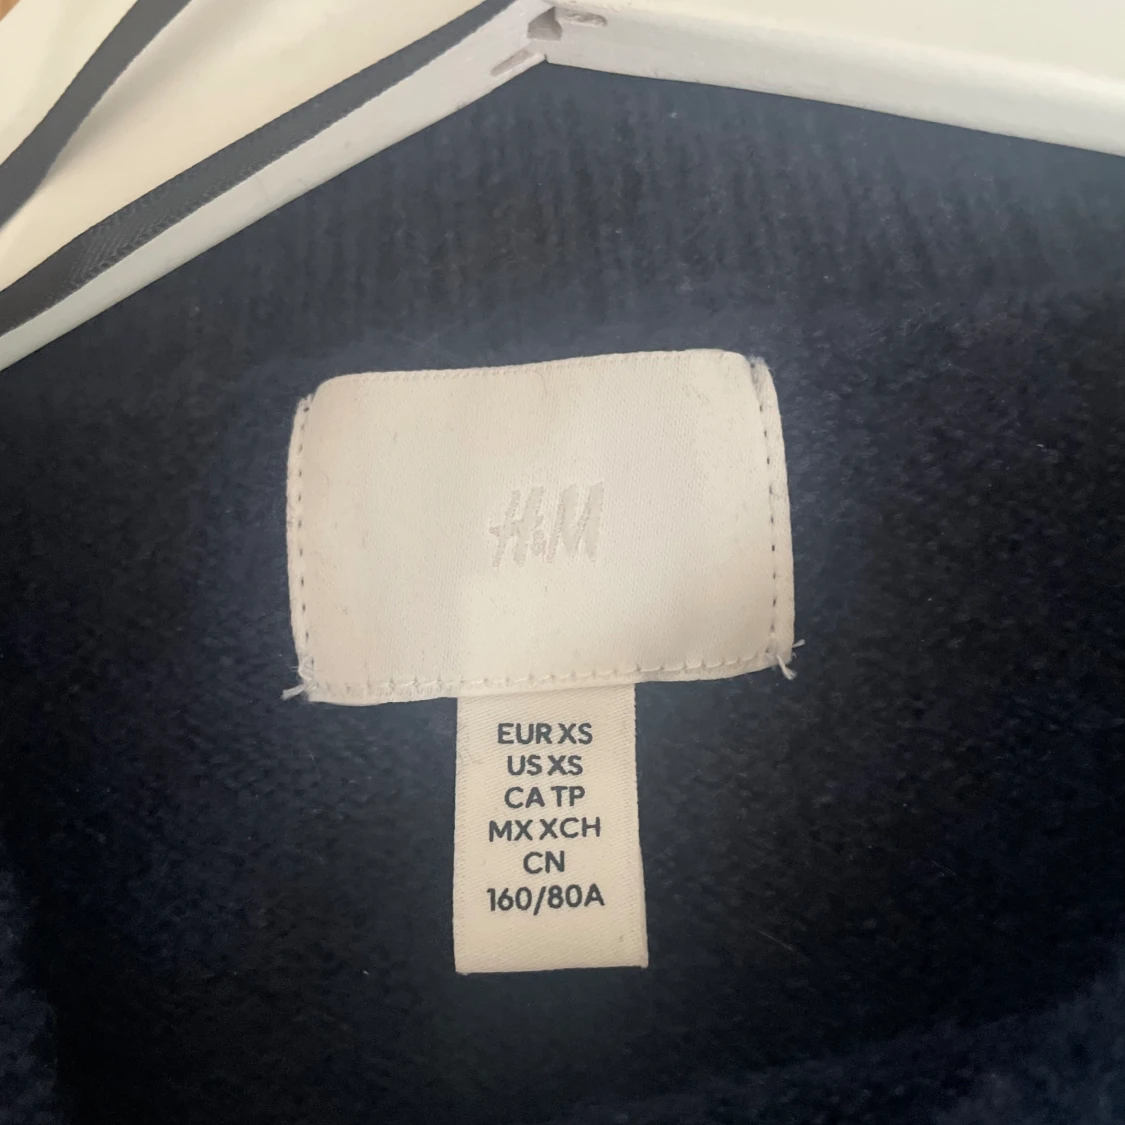 H&M
EUR XS
US XS
CA TP
MX XCH
CN
160/80A